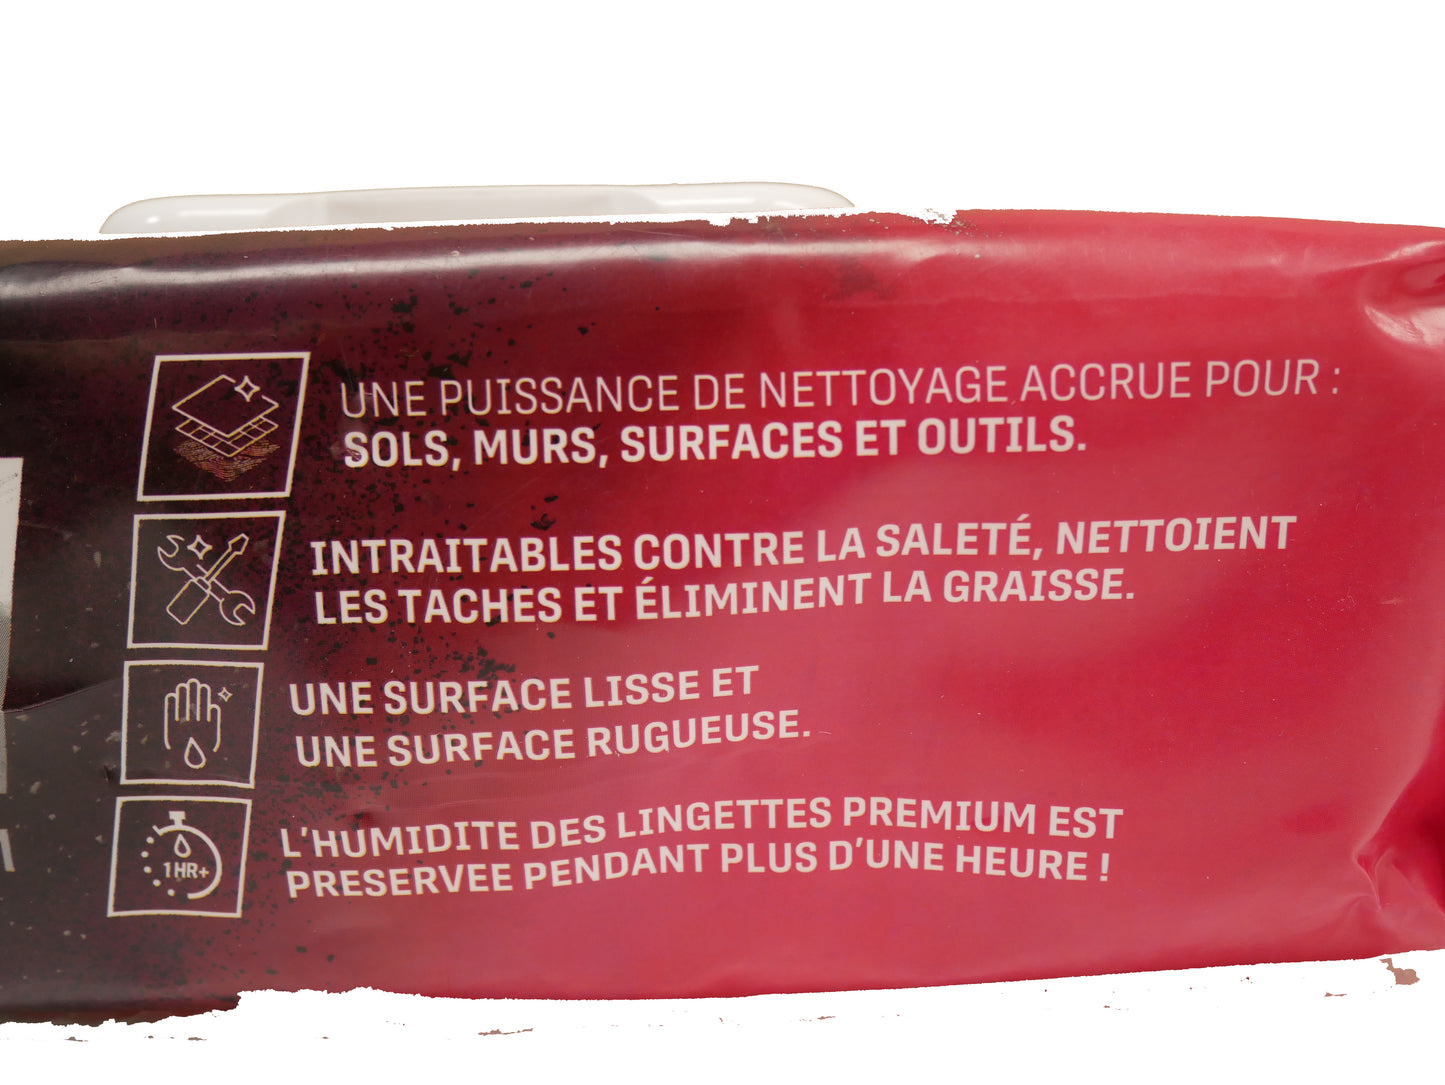 UNE PUISSANCE DE NETTOYAGE ACCRUE POUR :
SOLS, MURS, SURFACES ET OUTILS.
INTRAITABLES CONTRE LA SALETÉ, NETTOIENT
LES TACHES ET ÉLIMINENT LA GRAISSE.
UNE SURFACE LISSE ET
UNE SURFACE RUGUEUSE.
1 HR+
L'HUMIDITE DES LINGETTES PREMIUM EST
PRESERVEE PENDANT PLUS D'UNE HEURE !